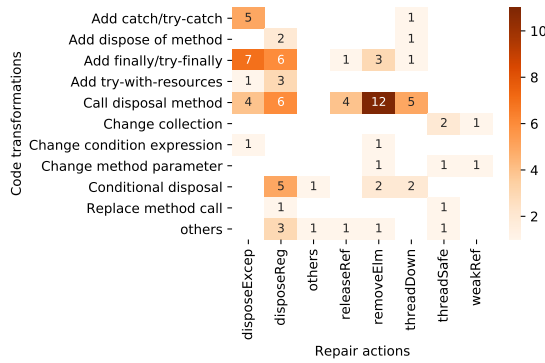 Code transformations
Add catch/try-catch 5 1
Add dispose of method 2 1
Add finally/try-finally 7 6 1 3 1
Add try-with-resources 1 3
Call disposal method 4 6 4 12 5
Change collection 2 1
Change condition expression 1 1
Change method parameter 1 1 1
Conditional disposal 5 1 2 2
Replace method call 1 1
others 3 1 1 1 1
disposeExcep
disposeReg
others
releaseRef
removeElm
threadDown
threadSafe
weakRef
Repair actions
10
8
6
4
2